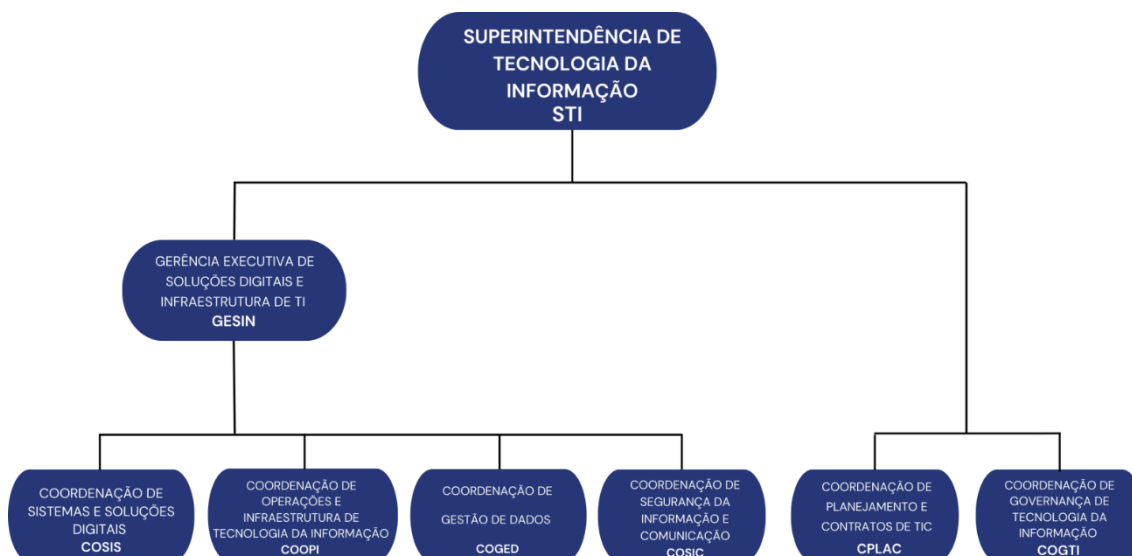 SUPERINTENDÊNCIA DE
TECNOLOGIA DA
INFORMAÇÃO
STI
GERÊNCIA EXECUTIVA DE
SOLUÇÕES DIGITAIS E
INFRAESTRUTURA DE TI
GESIN
COORDENAÇÃO DE
SISTEMAS E SOLUÇÕES
DIGITAIS
COSIS
COORDENAÇÃO DE
OPERAÇÕES E
INFRAESTRUTURA DE
TECNOLOGIA DA INFORMAÇÃO
COOPI
COORDENAÇÃO DE
GESTÃO DE DADOS
COGED
COORDENAÇÃO DE
SEGURANÇA DA
INFORMAÇÃO E
COMUNICAÇÃO
COSIC
COORDENAÇÃO DE
PLANEJAMENTO E
CONTRATOS DE TIC
CPLAC
COORDENAÇÃO DE
GOVERNANÇA DE
TECNOLOGIA DA
INFORMAÇÃO
COGTI